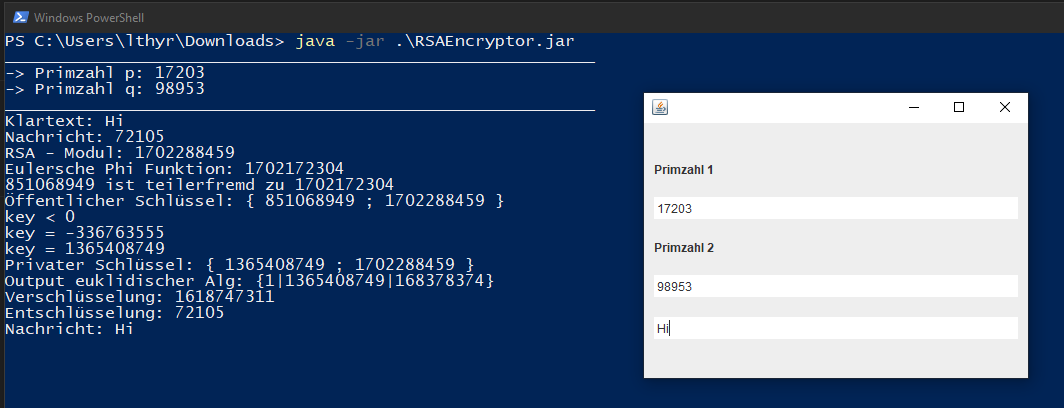 Windows PowerShell
PS C:\Users\lthyr\Downloads> java -jar .\RSAEncryptor.jar
-> Primzahl p: 17203
-> Primzahl q: 98953
Klartext: Hi
Nachricht: 72105
RSA - Modul: 1702288459
Eulersche Phi Funktion: 1702172304
851068949 ist teilerfremd zu 1702172304
Öffentlicher Schlüssel: { 851068949 ; 1702288459 }
key < 0
key = -336763555
key = 1365408749
Privater Schlüssel: { 1365408749 ; 1702288459 }
Output euklidischer Alg: {1|1365408749|168378374}
Verschlüsselung: 1618747311
Entschlüsselung: 72105
Nachricht: Hi
Primzahl 1
17203
Primzahl 2
98953
Hi